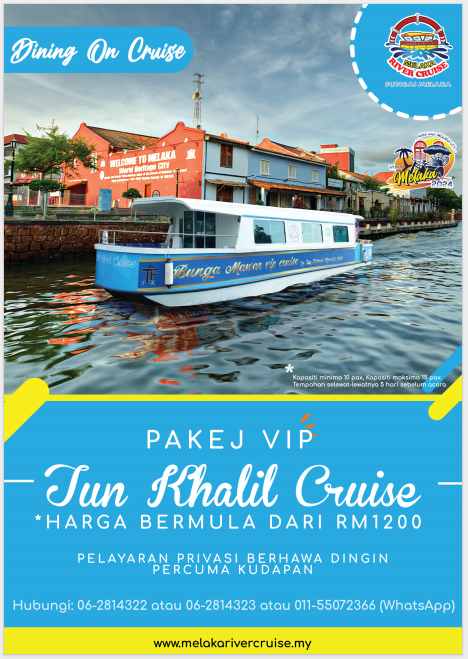 Dining On Cruise
MELAKA
RIVER CRUISE
SUNGAI MELAKA
WELCOME TO MELAKA
World Heritage City
Melaka
2024
Bunga Mawar vip cruise
*
Kapasiti minima 10 pax, Kapasiti maksima 15 pax
Tempahan selewat-lewatnya 5 hari sebelum acara
PAKEJ VIP
Tun Khalil Cruise
*HARGA BERMULA DARI RM1200
PELAYARAN PRIVASI BERHAWA DINGIN
PERCUMA KUDAPAN
Hubungi: 06-2814322 atau 06-2814323 atau 011-55072366 (WhatsApp)
www.melakarivercruise.my